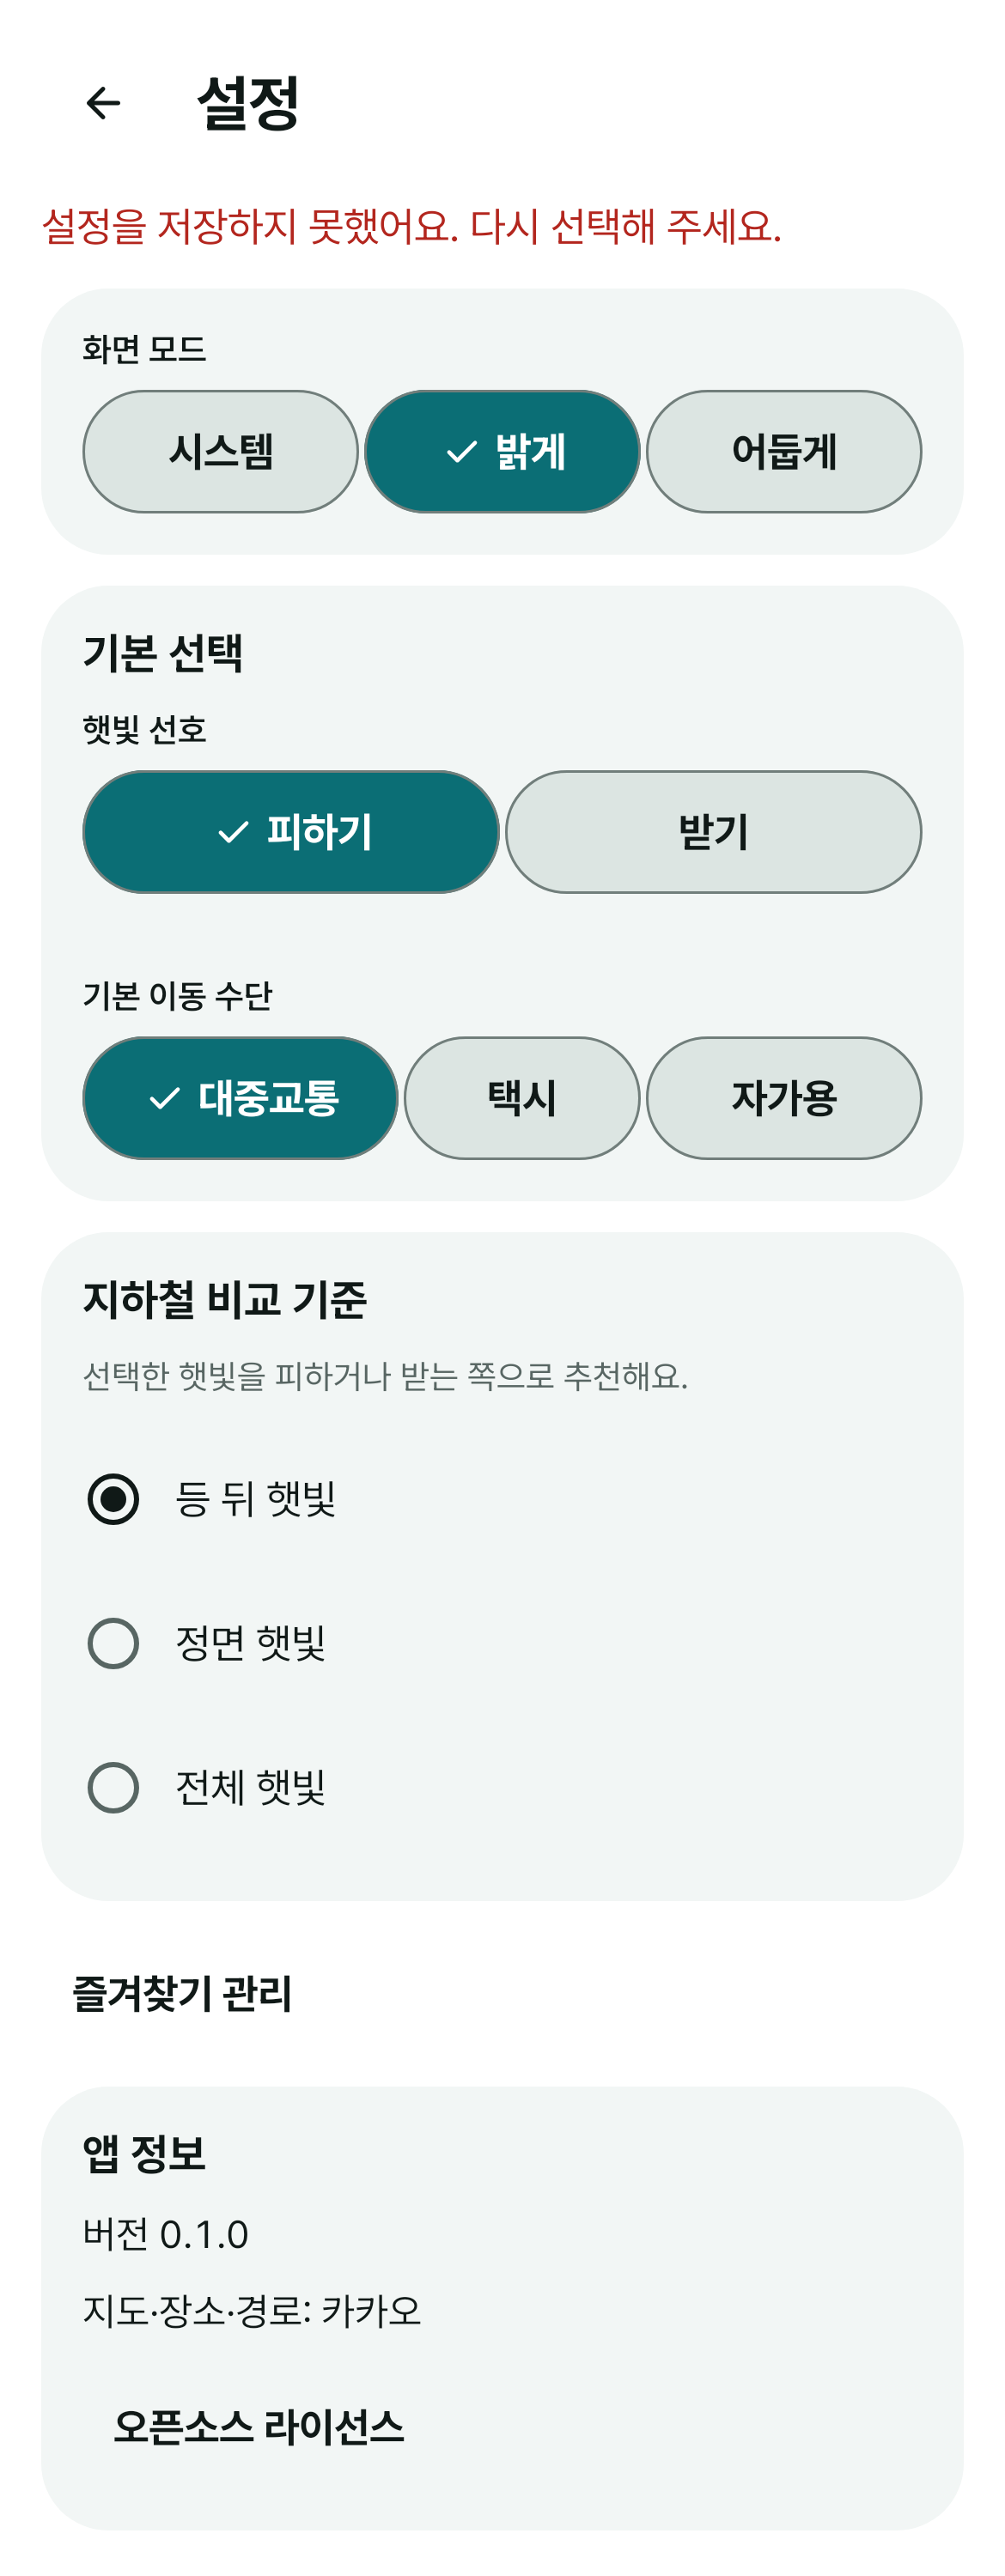 설정
설정을 저장하지 못했어요. 다시 선택해 주세요.
화면 모드
시스템
밝게
어둡게
기본 선택
햇빛 선호
피하기
받기
기본 이동 수단
대중교통
택시
자가용
지하철 비교 기준
선택한 햇빛을 피하거나 받는 쪽으로 추천해요.
등 뒤 햇빛
정면 햇빛
전체 햇빛
즐겨찾기 관리
앱 정보
버전 0.1.0
지도·장소·경로: 카카오
오픈소스 라이선스